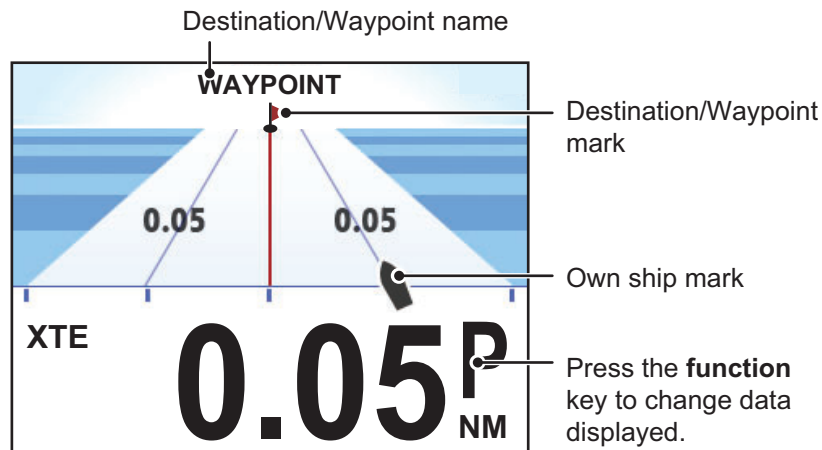 Destination/Waypoint name
WAYPOINT
Destination/Waypoint
mark
0.05 0.05
Own ship mark
XTE
0.05 P
NM
Press the function
key to change data
displayed.